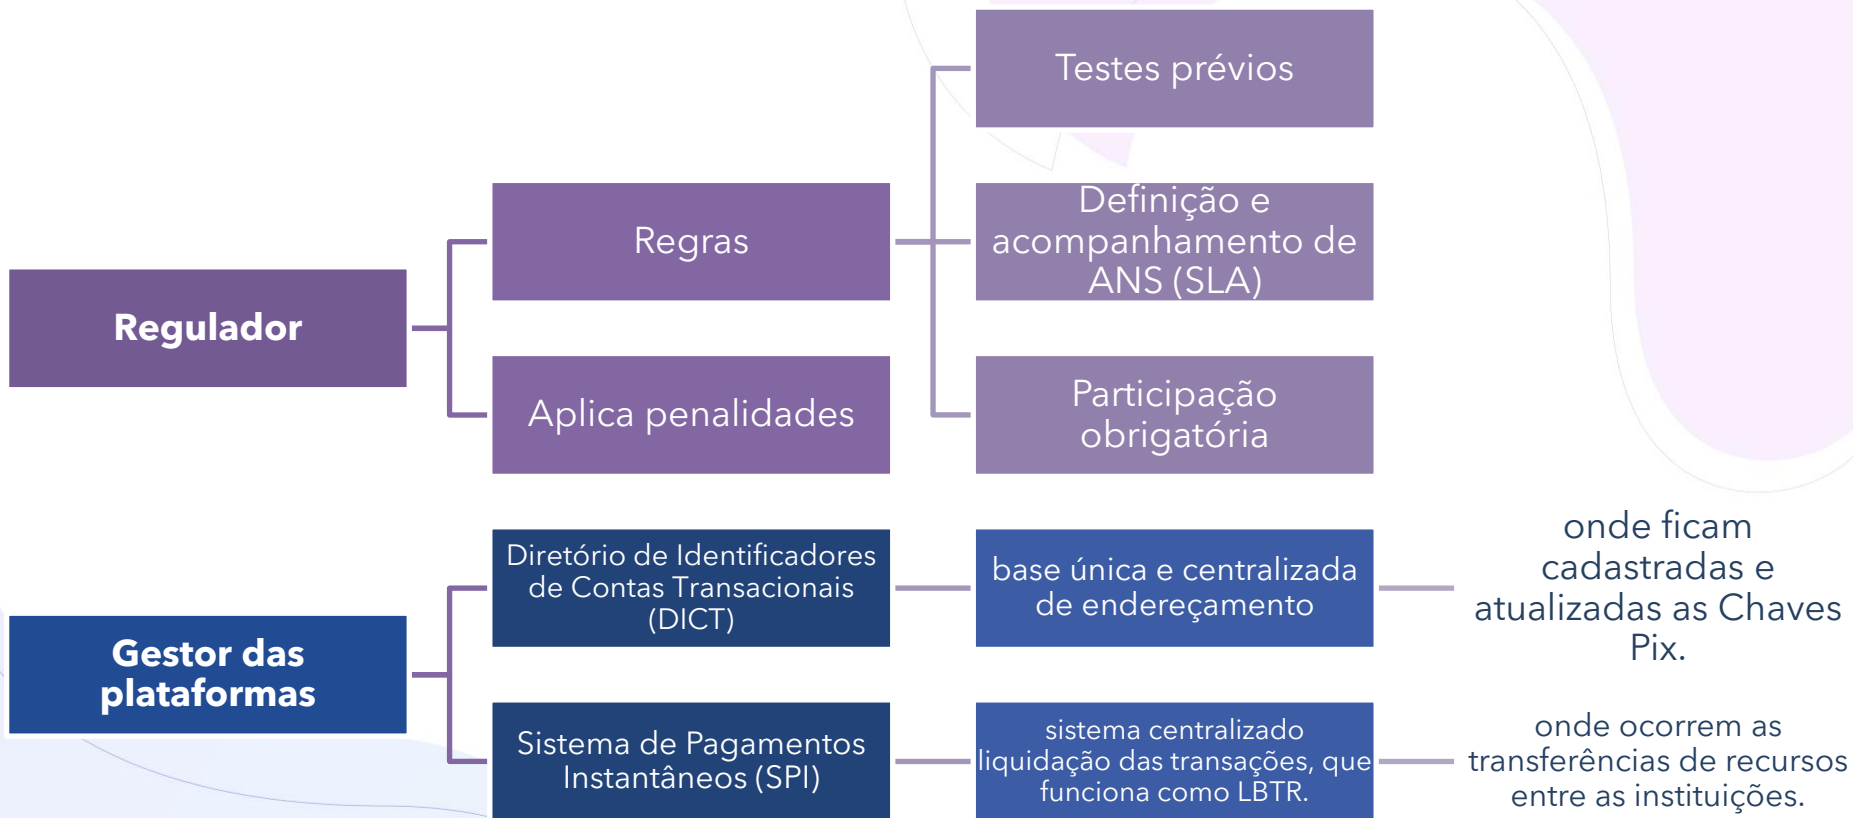 Testes prévios
Regras
Definição e
acompanhamento de
ANS (SLA)
Regulador
Aplica penalidades
Participação
obrigatória
Gestor das
plataformas
Diretório de Identificadores
de Contas Transacionais
(DICT)
base única e centralizada
de endereçamento
onde ficam
cadastradas e
atualizadas as Chaves
Pix.
Sistema de Pagamentos
Instantâneos (SPI)
sistema centralizado
liquidação das transações, que
funciona como LBTR.
onde ocorrem as
transferências de recursos
entre as instituições.